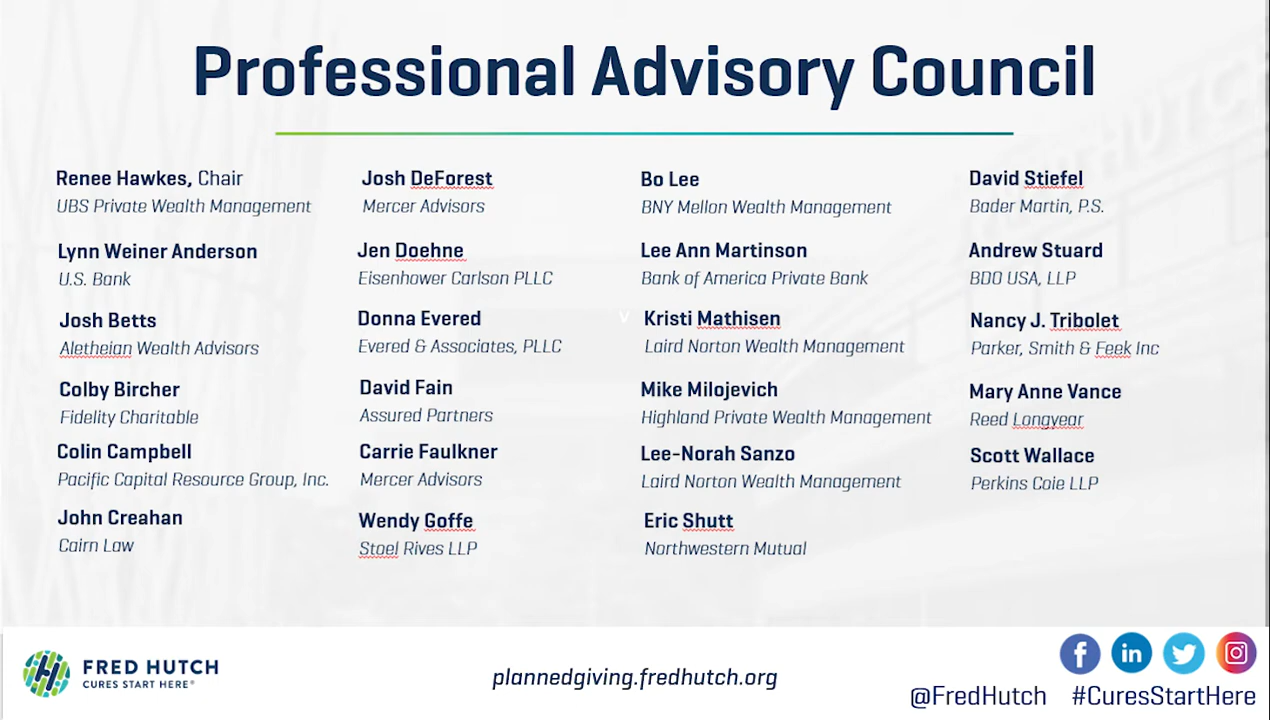 Professional Advisory Council
Renee Hawkes, Chair
UBS Private Wealth Management
Lynn Weiner Anderson
U.S. Bank
Josh Betts
Aletheian Wealth Advisors
Colby Bircher
Fidelity Charitable
Colin Campbell
Pacific Capital Resource Group, Inc.
John Creahan
Cairn Law
Josh DeForest
Mercer Advisors
Jen Doehne
Eisenhower Carlson PLLC
Donna Evered
Evered & Associates, PLLC
David Fain
Assured Partners
Carrie Faulkner
Mercer Advisors
Wendy Goffe
Stoel Rives LLP
Bo Lee
BNY Mellon Wealth Management
Lee Ann Martinson
Bank of America Private Bank
v
Kristi Mathisen
Laird Norton Wealth Management
Mike Milojevich
Highland Private Wealth Management
Lee-Norah Sanzo
Laird Norton Wealth Management
Eric Shutt
Northwestern Mutual
David Stiefel
Bader Martin, P.S.
Andrew Stuard
BDO USA, LLP
Nancy J. Tribolet
Parker, Smith & Feek Inc
Mary Anne Vance
Reed Longyear
Scott Wallace
Perkins Coie LLP
FRED HUTCH
CURES START HERE®
plannedgiving.fredhutch.org
@FredHutch #CuresStartHere